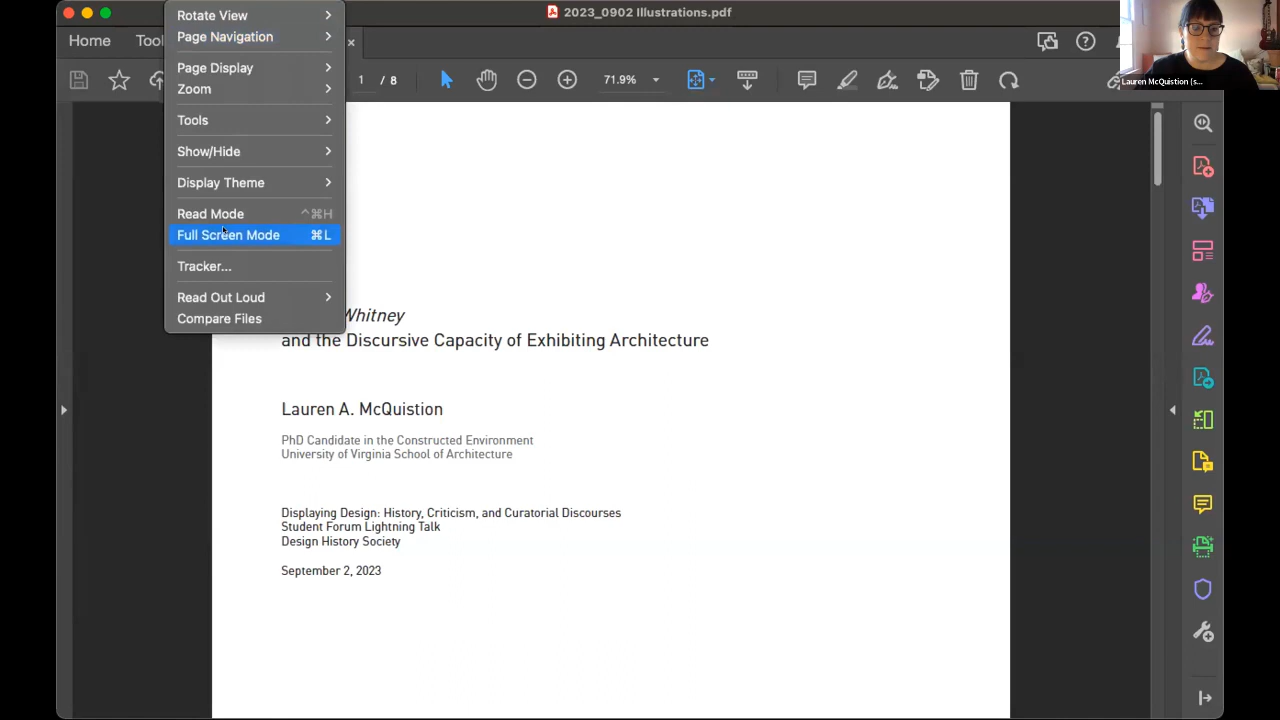 2023_0902 Illustrations.pdf
Home
Rotate View
Page Navigation
Page Display
Zoom
Tools
Show/Hide
Display Theme
Read Mode ^⌘H
Full Screen Mode ⌘L
Tracker...
Read Out Loud
Compare Files
1 / 8
71.9%
Lauren McQuistion (s...
Whitney
and the Discursive Capacity of Exhibiting Architecture
Lauren A. McQuistion
PhD Candidate in the Constructed Environment
University of Virginia School of Architecture
Displaying Design: History, Criticism, and Curatorial Discourses
Student Forum Lightning Talk
Design History Society
September 2, 2023